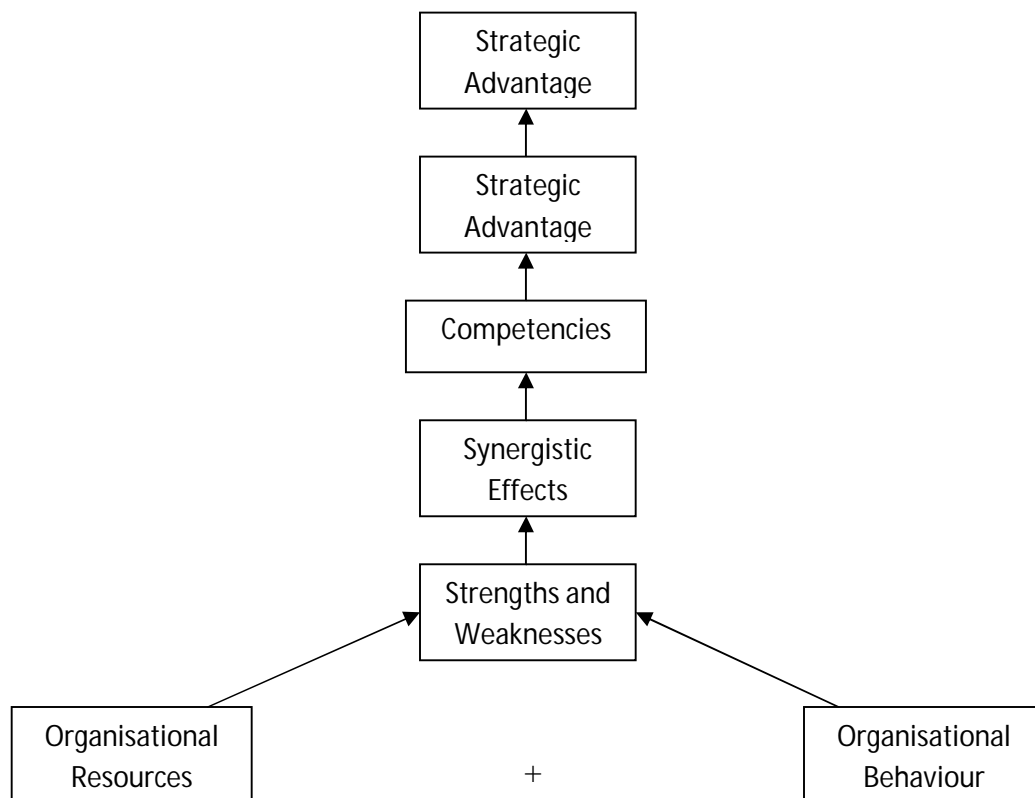 Strategic
Advantage
Strategic
Advantage
Competencies
Synergistic
Effects
Strengths and
Weaknesses
Organisational
Resources
+
Organisational
Behaviour